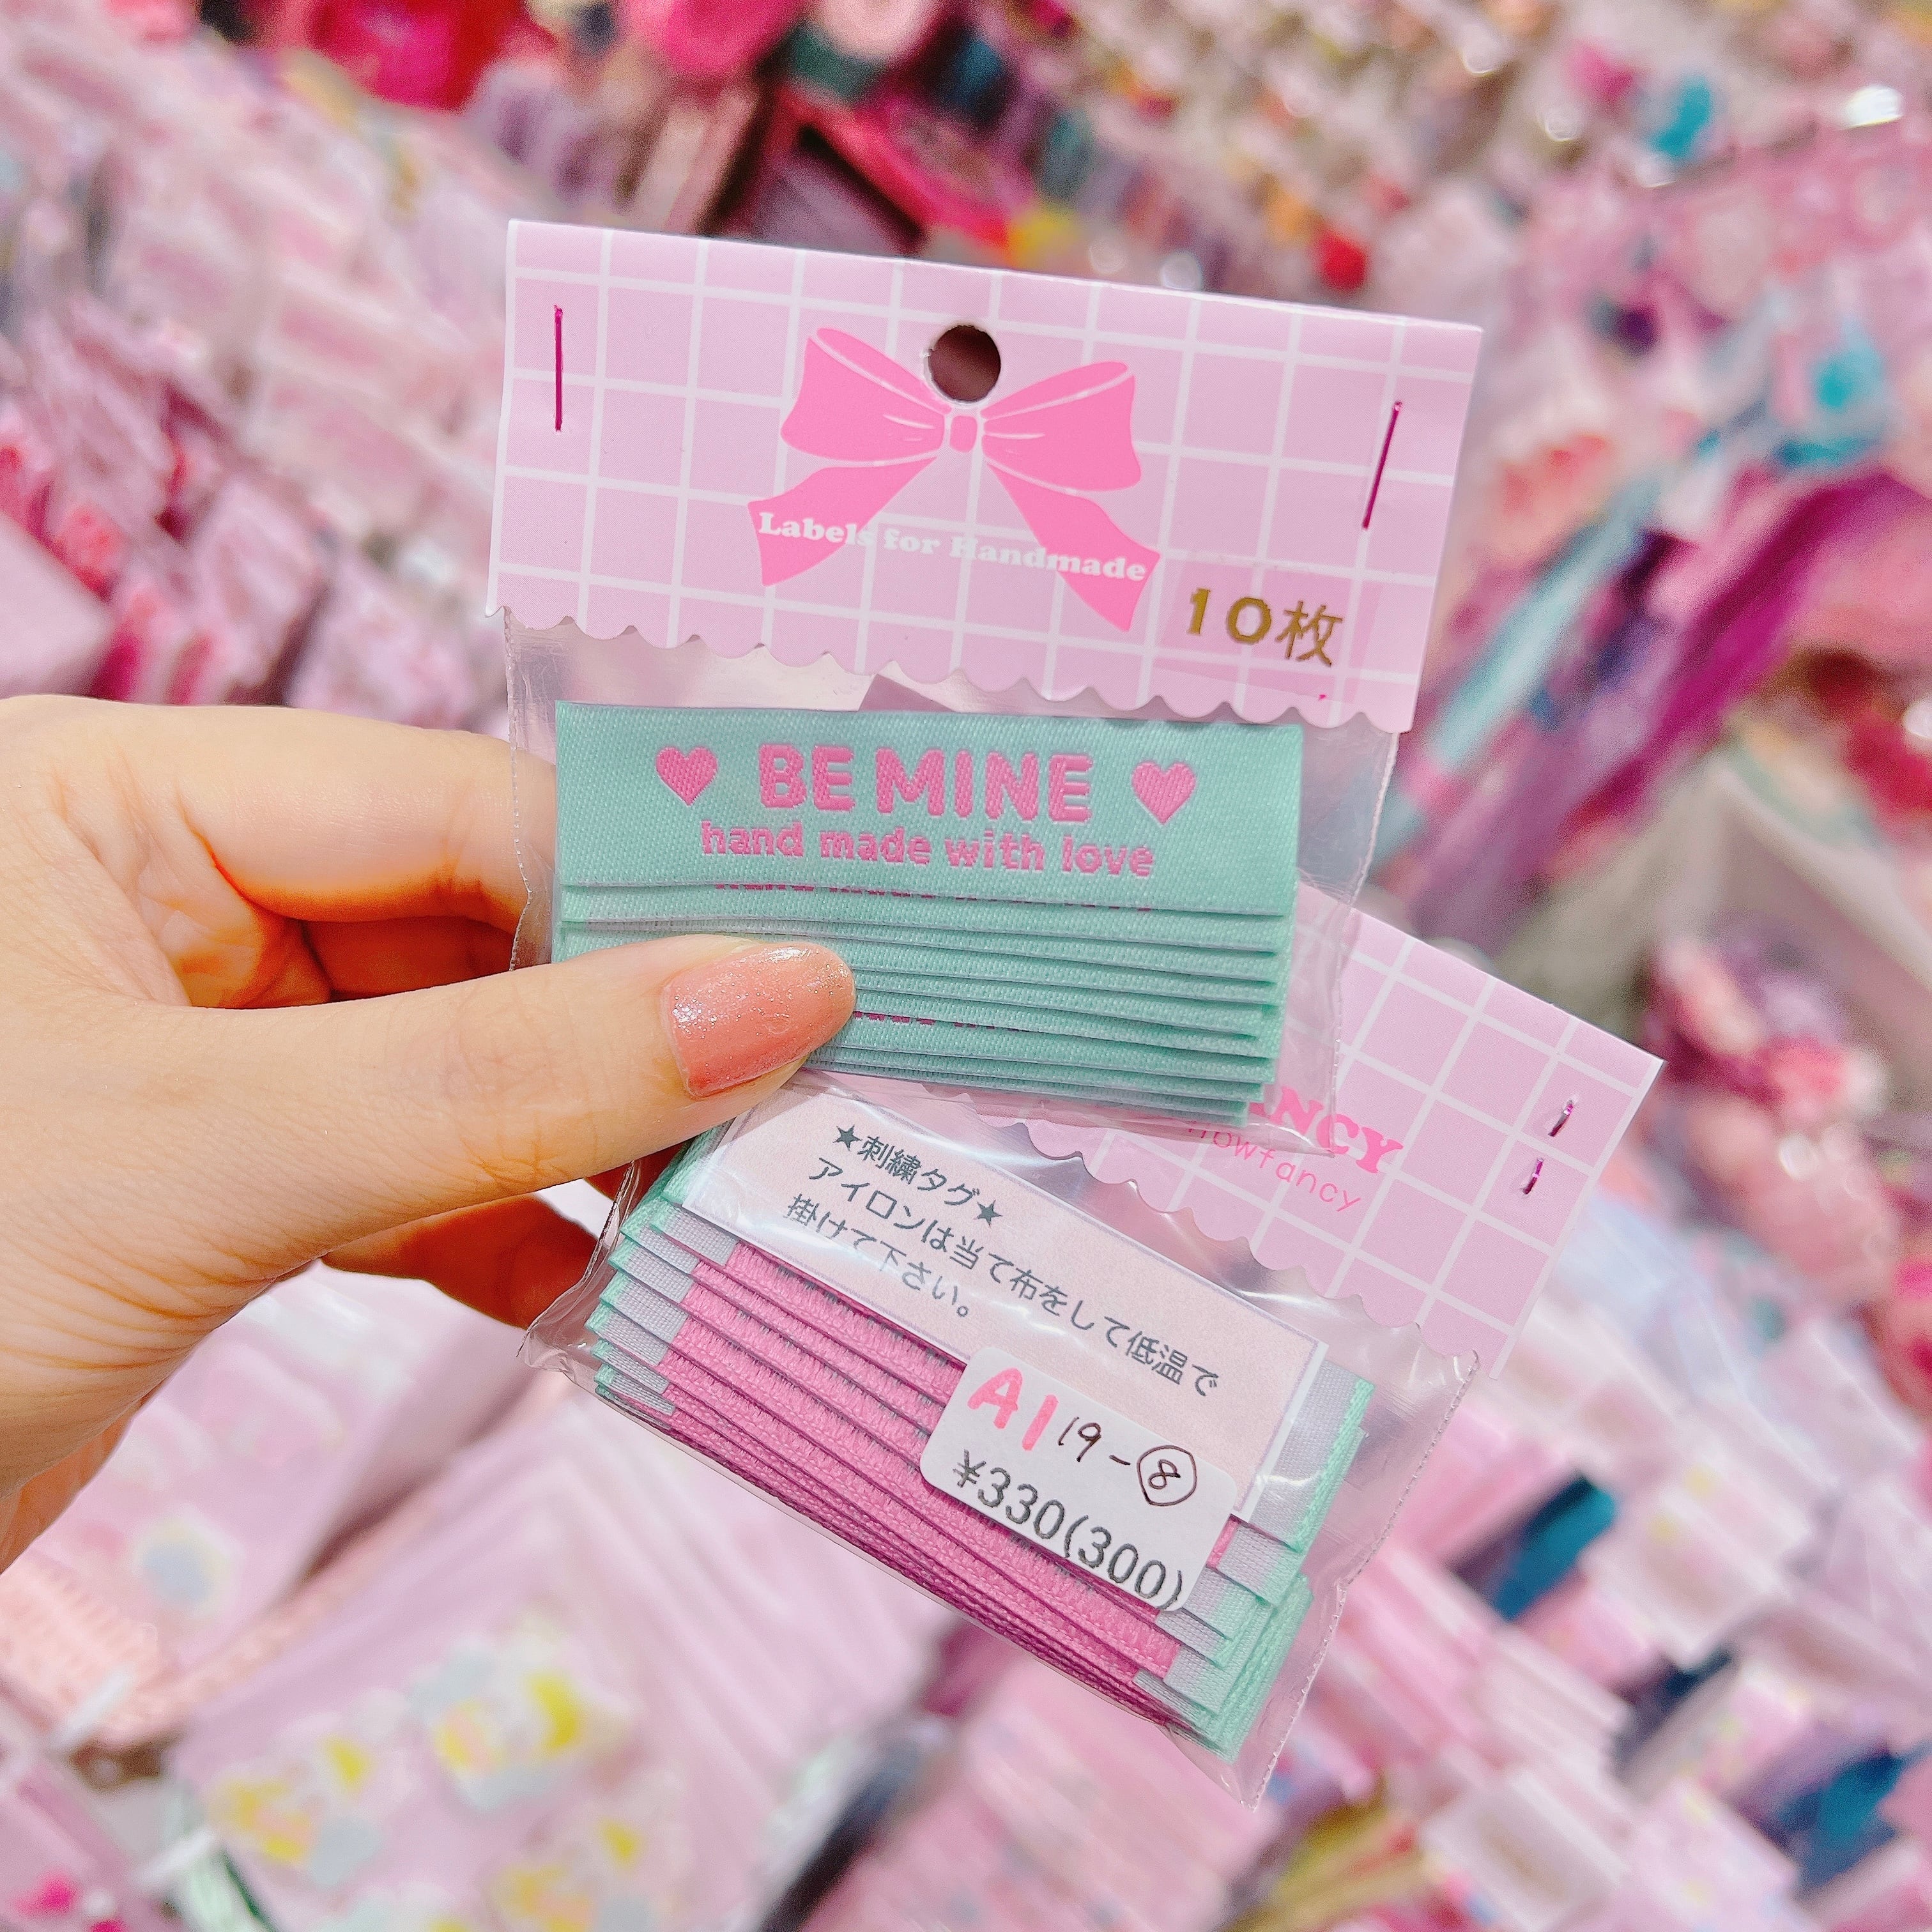 Labels for Handmade
10枚
♥ BE MINE ♥
hand made with love
★刺繍タグ★
アイロンは当て布をして低温で
掛けて下さい。
A1 19-⑧
¥330(300)